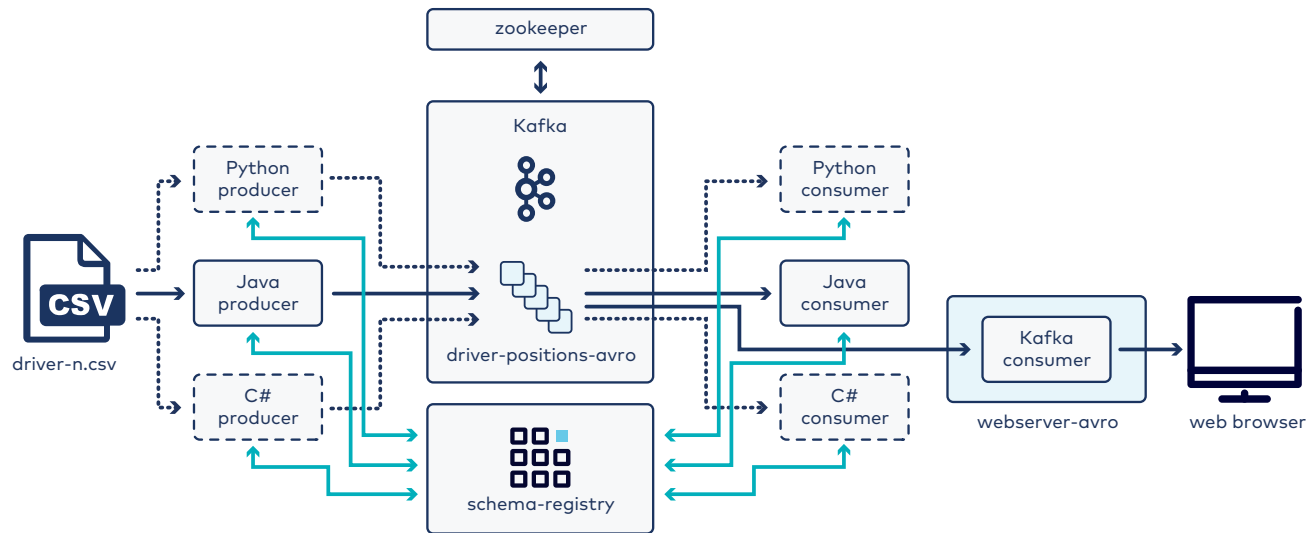 zookeeper
Kafka
Python
producer
Python
consumer
CSV
driver-n.csv
Java
producer
driver-positions-avro
Java
consumer
Kafka
consumer
webserver-avro
web browser
C#
producer
C#
consumer
schema-registry